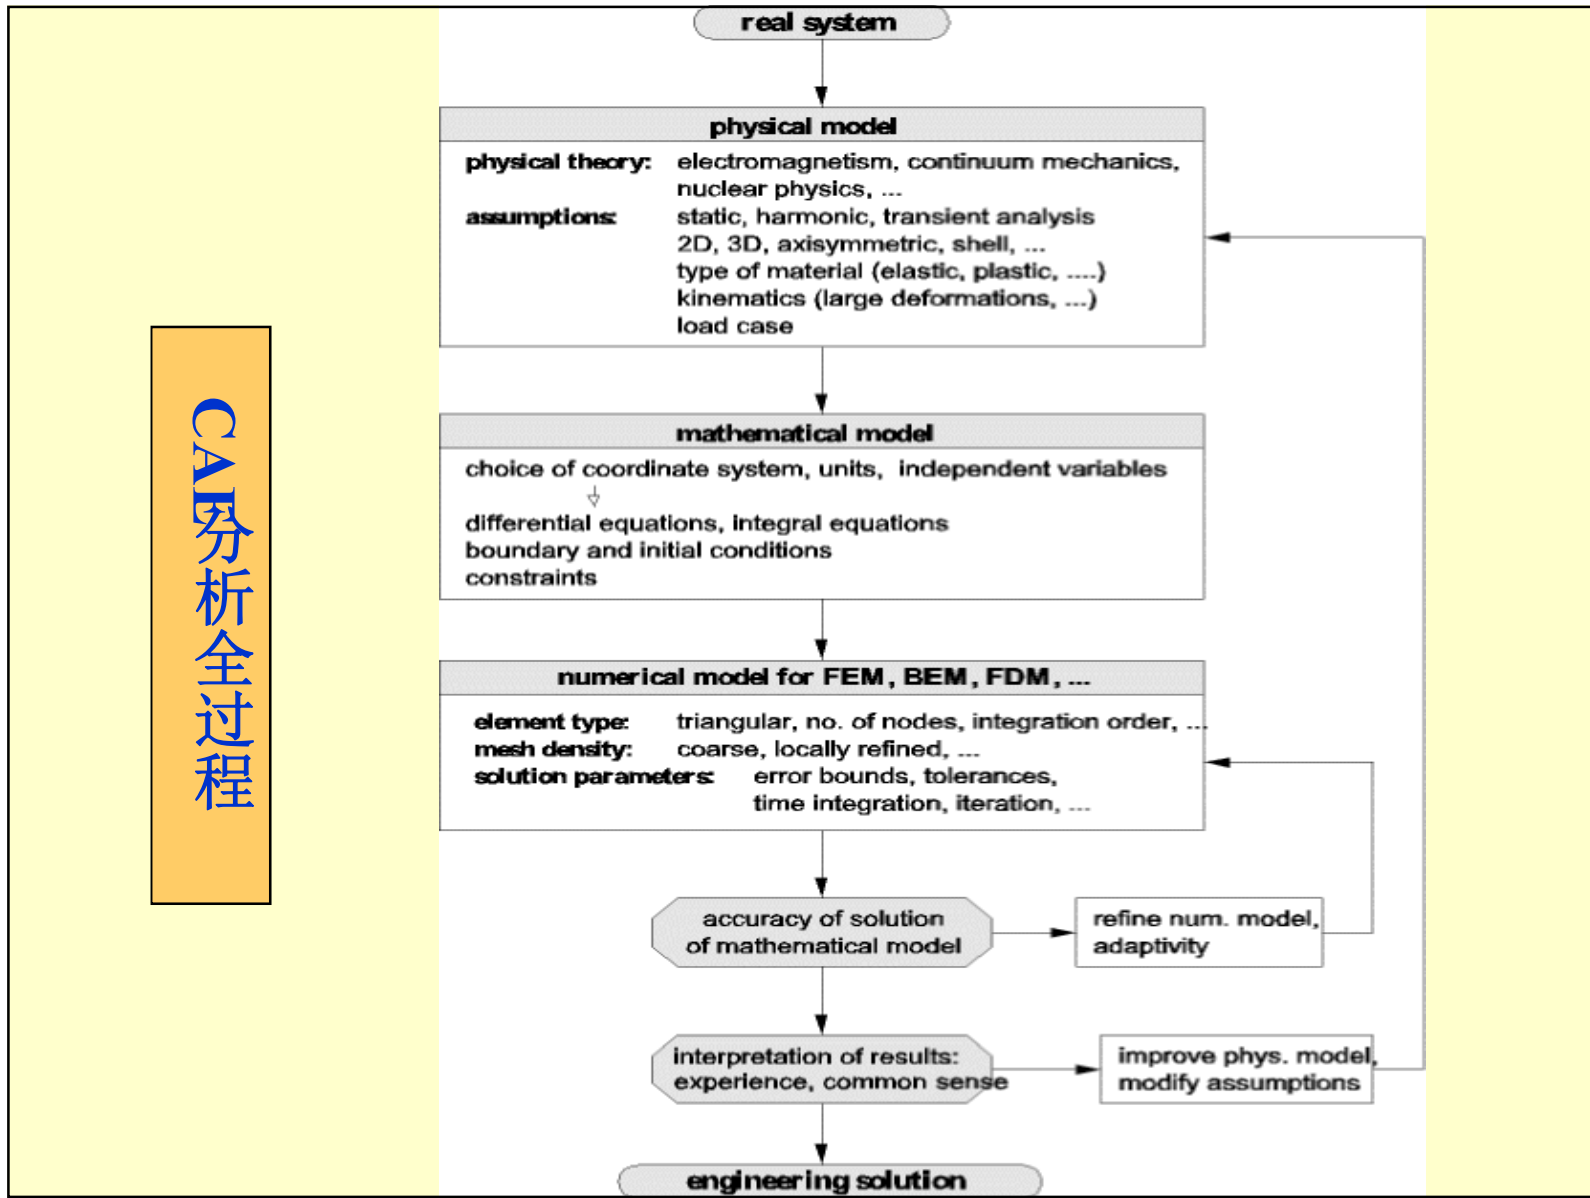 real system
physical model
physical theory: electromagnetism, continuum mechanics,
nuclear physics, ...
assumptions: static, harmonic, transient analysis
2D, 3D, axisymmetric, shell, ...
type of material (elastic, plastic, ....)
kinematics (large deformations, ...)
load case
CAE分析全过程
mathematical model
choice of coordinate system, units, independent variables
differential equations, integral equations
boundary and initial conditions
constraints
numerical model for FEM, BEM, FDM, ...
element type: triangular, no. of nodes, integration order, ...
mesh density: coarse, locally refined, ...
solution parameters: error bounds, tolerances,
time integration, iteration, ...
accuracy of solution
of mathematical model
refine num. model,
adaptivity
interpretation of results:
experience, common sense
improve phys. model,
modify assumptions
engineering solution